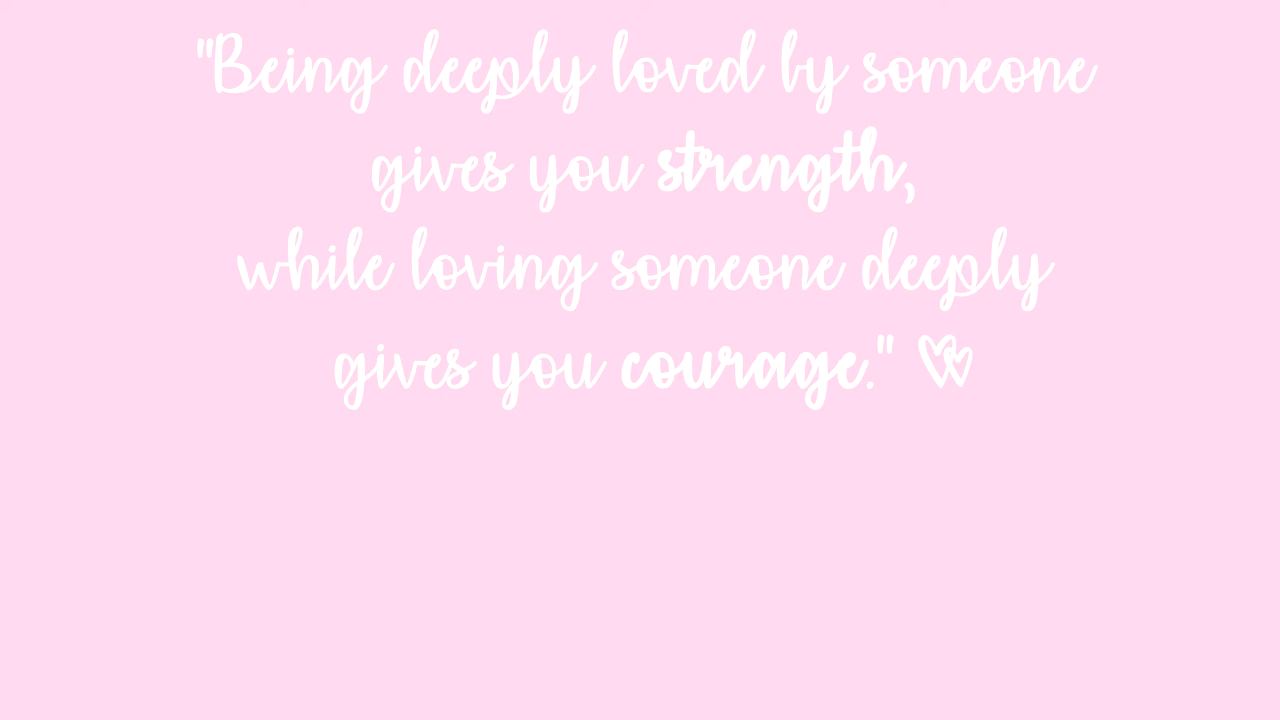 "Being deeply loved by someone
gives you strength,
while loving someone deeply
gives you courage."